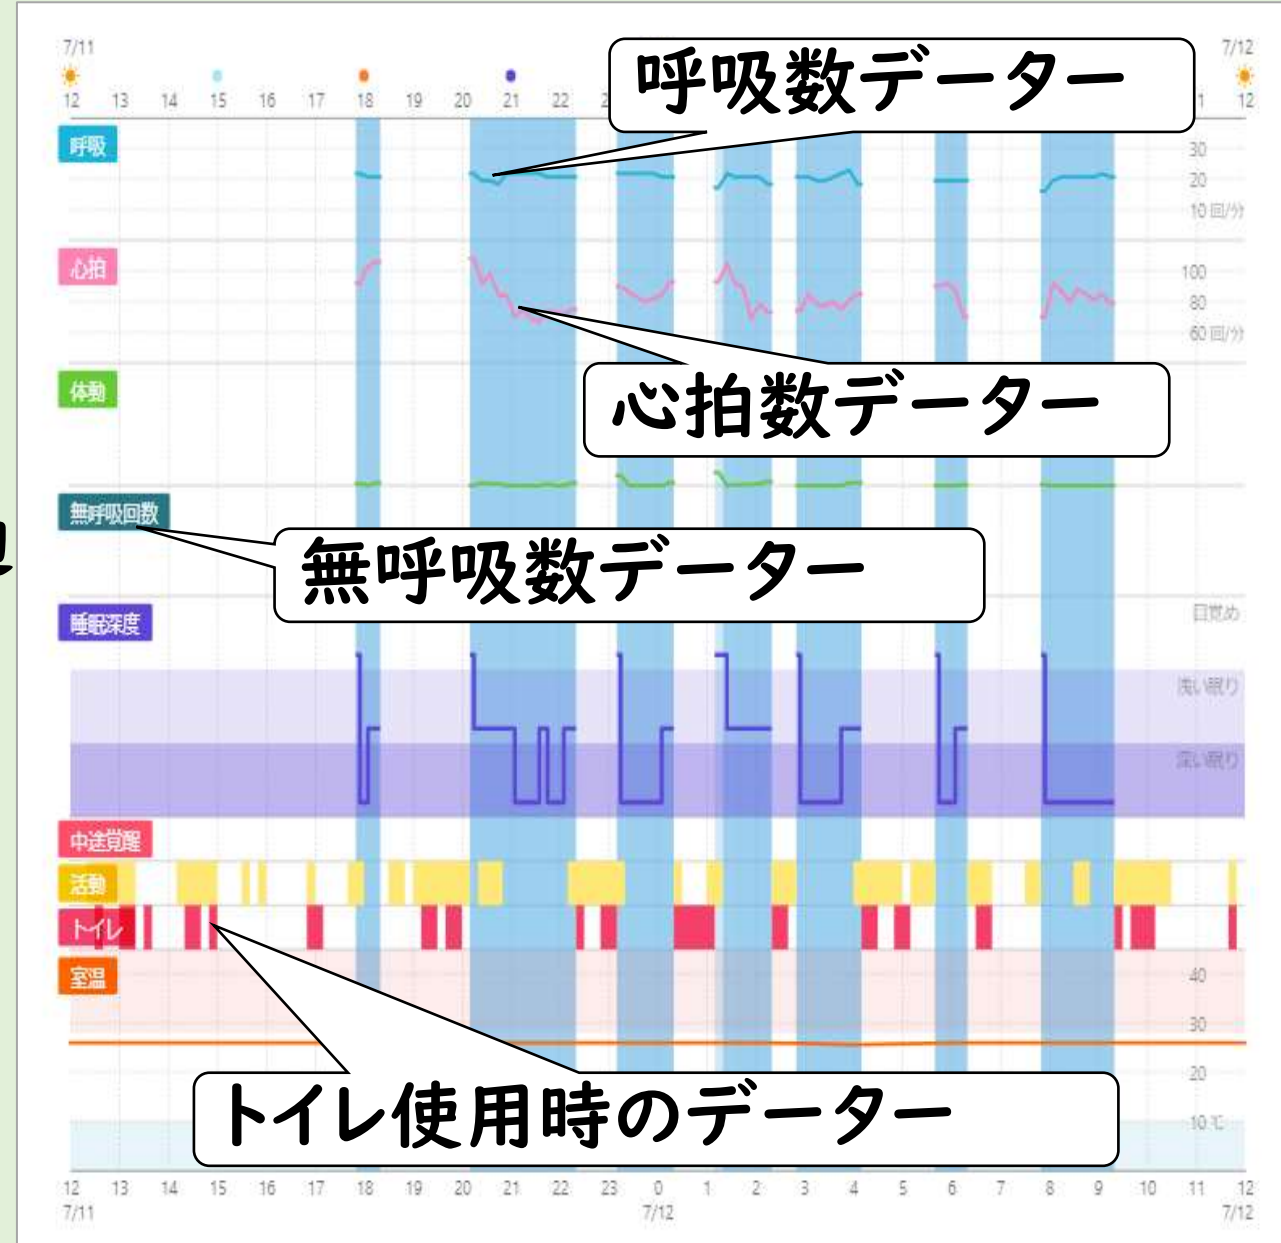 7/11
7/12
12 13 14 15 16 17 18 19 20 21 22 2
1 12
呼吸数データー
呼吸
30
20
10 回/分
心拍
100
80
60 回/分
心拍数データー
体動
無呼吸回数
無呼吸数データー
睡眠深度
目覚め
浅い眠り
深い眠り
中途覚醒
活動
トイレ
室温
40
30
20
10 ℃
トイレ使用時のデーター
12 13 14 15 16 17 18 19 20 21 22 23 0 1 2 3 4 5 6 7 8 9 10 11 12
7/11 7/12 7/12